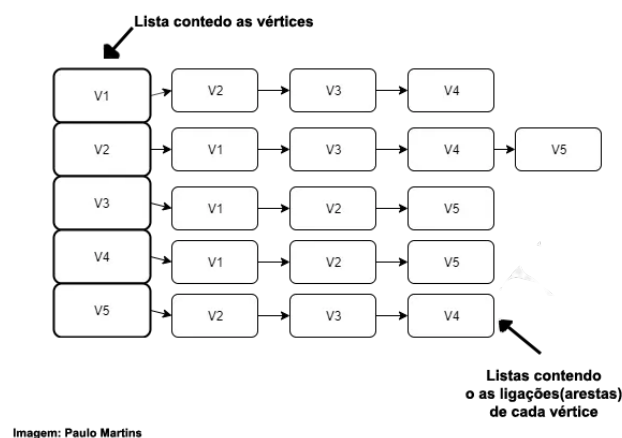 Lista contedo as vértices
V1 V2 V3 V4
V2 V1 V3 V4 V5
V3 V1 V2 V5
V4 V1 V2 V5
V5 V2 V3 V4
Listas contendo
o as ligações(arestas)
de cada vértice
Imagem: Paulo Martins